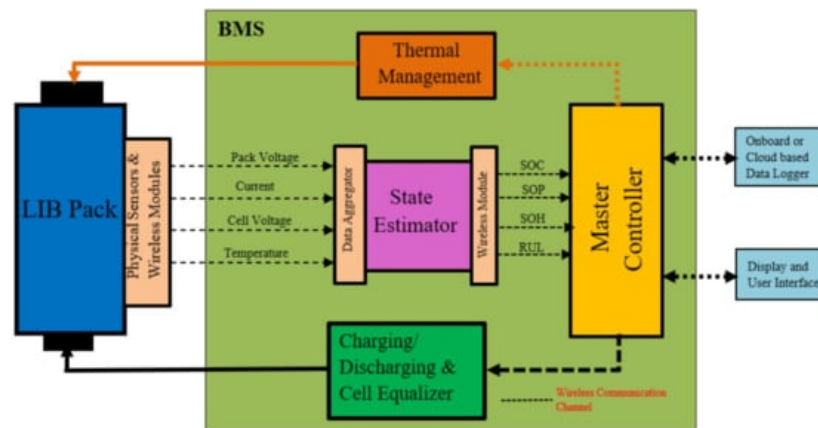 BMS
Thermal
Management
LIB Pack
Physical Sensors &
Wireless Modules
Pack Voltage
Current
Cell Voltage
Temperature
Data Aggregator
State
Estimator
Wireless Module
SOC
SOP
SOH
RUL
Master
Controller
Onboard or
Cloud based
Data Logger
Display and
User Interface
Charging/
Discharging &
Cell Equalizer
Wireless Communication
Channel